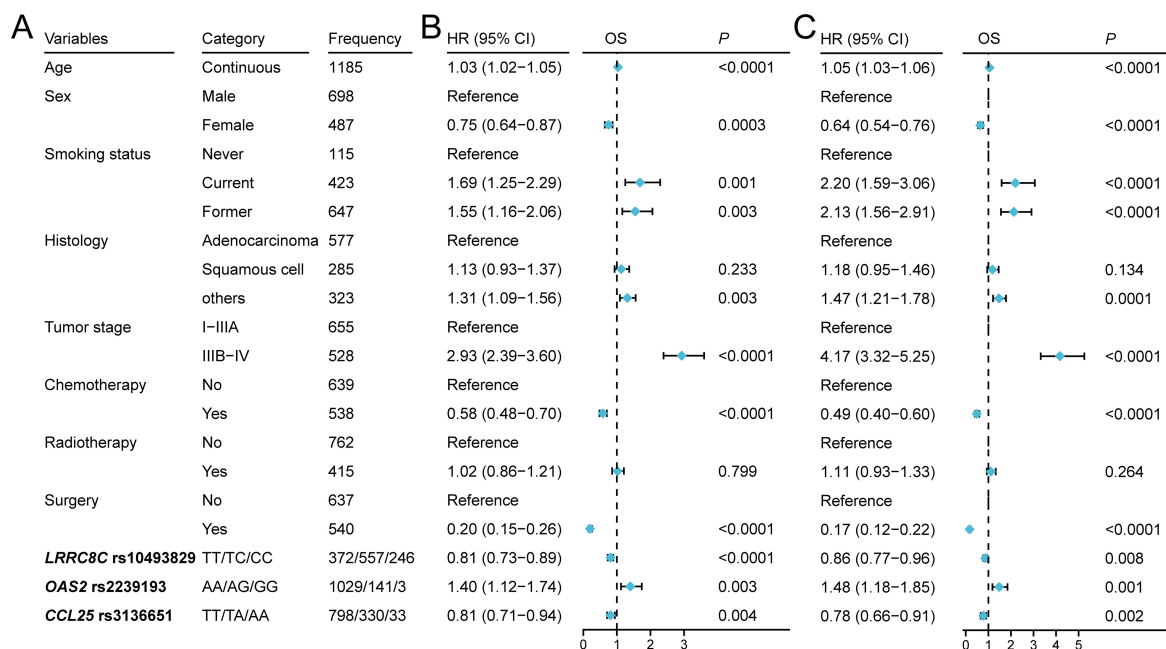 A B C
Variables Category Frequency HR (95% CI) OS P HR (95% CI) OS P
Age Continuous 1185 1.03 (1.02−1.05) <0.0001 1.05 (1.03−1.06) <0.0001
Sex Male 698 Reference Reference
Female 487 0.75 (0.64−0.87) 0.0003 0.64 (0.54−0.76) <0.0001
Smoking status Never 115 Reference Reference
Current 423 1.69 (1.25−2.29) 0.001 2.20 (1.59−3.06) <0.0001
Former 647 1.55 (1.16−2.06) 0.003 2.13 (1.56−2.91) <0.0001
Histology Adenocarcinoma 577 Reference Reference
Squamous cell 285 1.13 (0.93−1.37) 0.233 1.18 (0.95−1.46) 0.134
others 323 1.31 (1.09−1.56) 0.003 1.47 (1.21−1.78) 0.0001
Tumor stage I−IIIA 655 Reference Reference
IIIB−IV 528 2.93 (2.39−3.60) <0.0001 4.17 (3.32−5.25) <0.0001
Chemotherapy No 639 Reference Reference
Yes 538 0.58 (0.48−0.70) <0.0001 0.49 (0.40−0.60) <0.0001
Radiotherapy No 762 Reference Reference
Yes 415 1.02 (0.86−1.21) 0.799 1.11 (0.93−1.33) 0.264
Surgery No 637 Reference Reference
Yes 540 0.20 (0.15−0.26) <0.0001 0.17 (0.12−0.22) <0.0001
LRRC8C rs10493829 TT/TC/CC 372/557/246 0.81 (0.73−0.89) <0.0001 0.86 (0.77−0.96) 0.008
OAS2 rs2239193 AA/AG/GG 1029/141/3 1.40 (1.12−1.74) 0.003 1.48 (1.18−1.85) 0.001
CCL25 rs3136651 TT/TA/AA 798/330/33 0.81 (0.71−0.94) 0.004 0.78 (0.66−0.91) 0.002
0 1 2 3 0 1 2 3 4 5